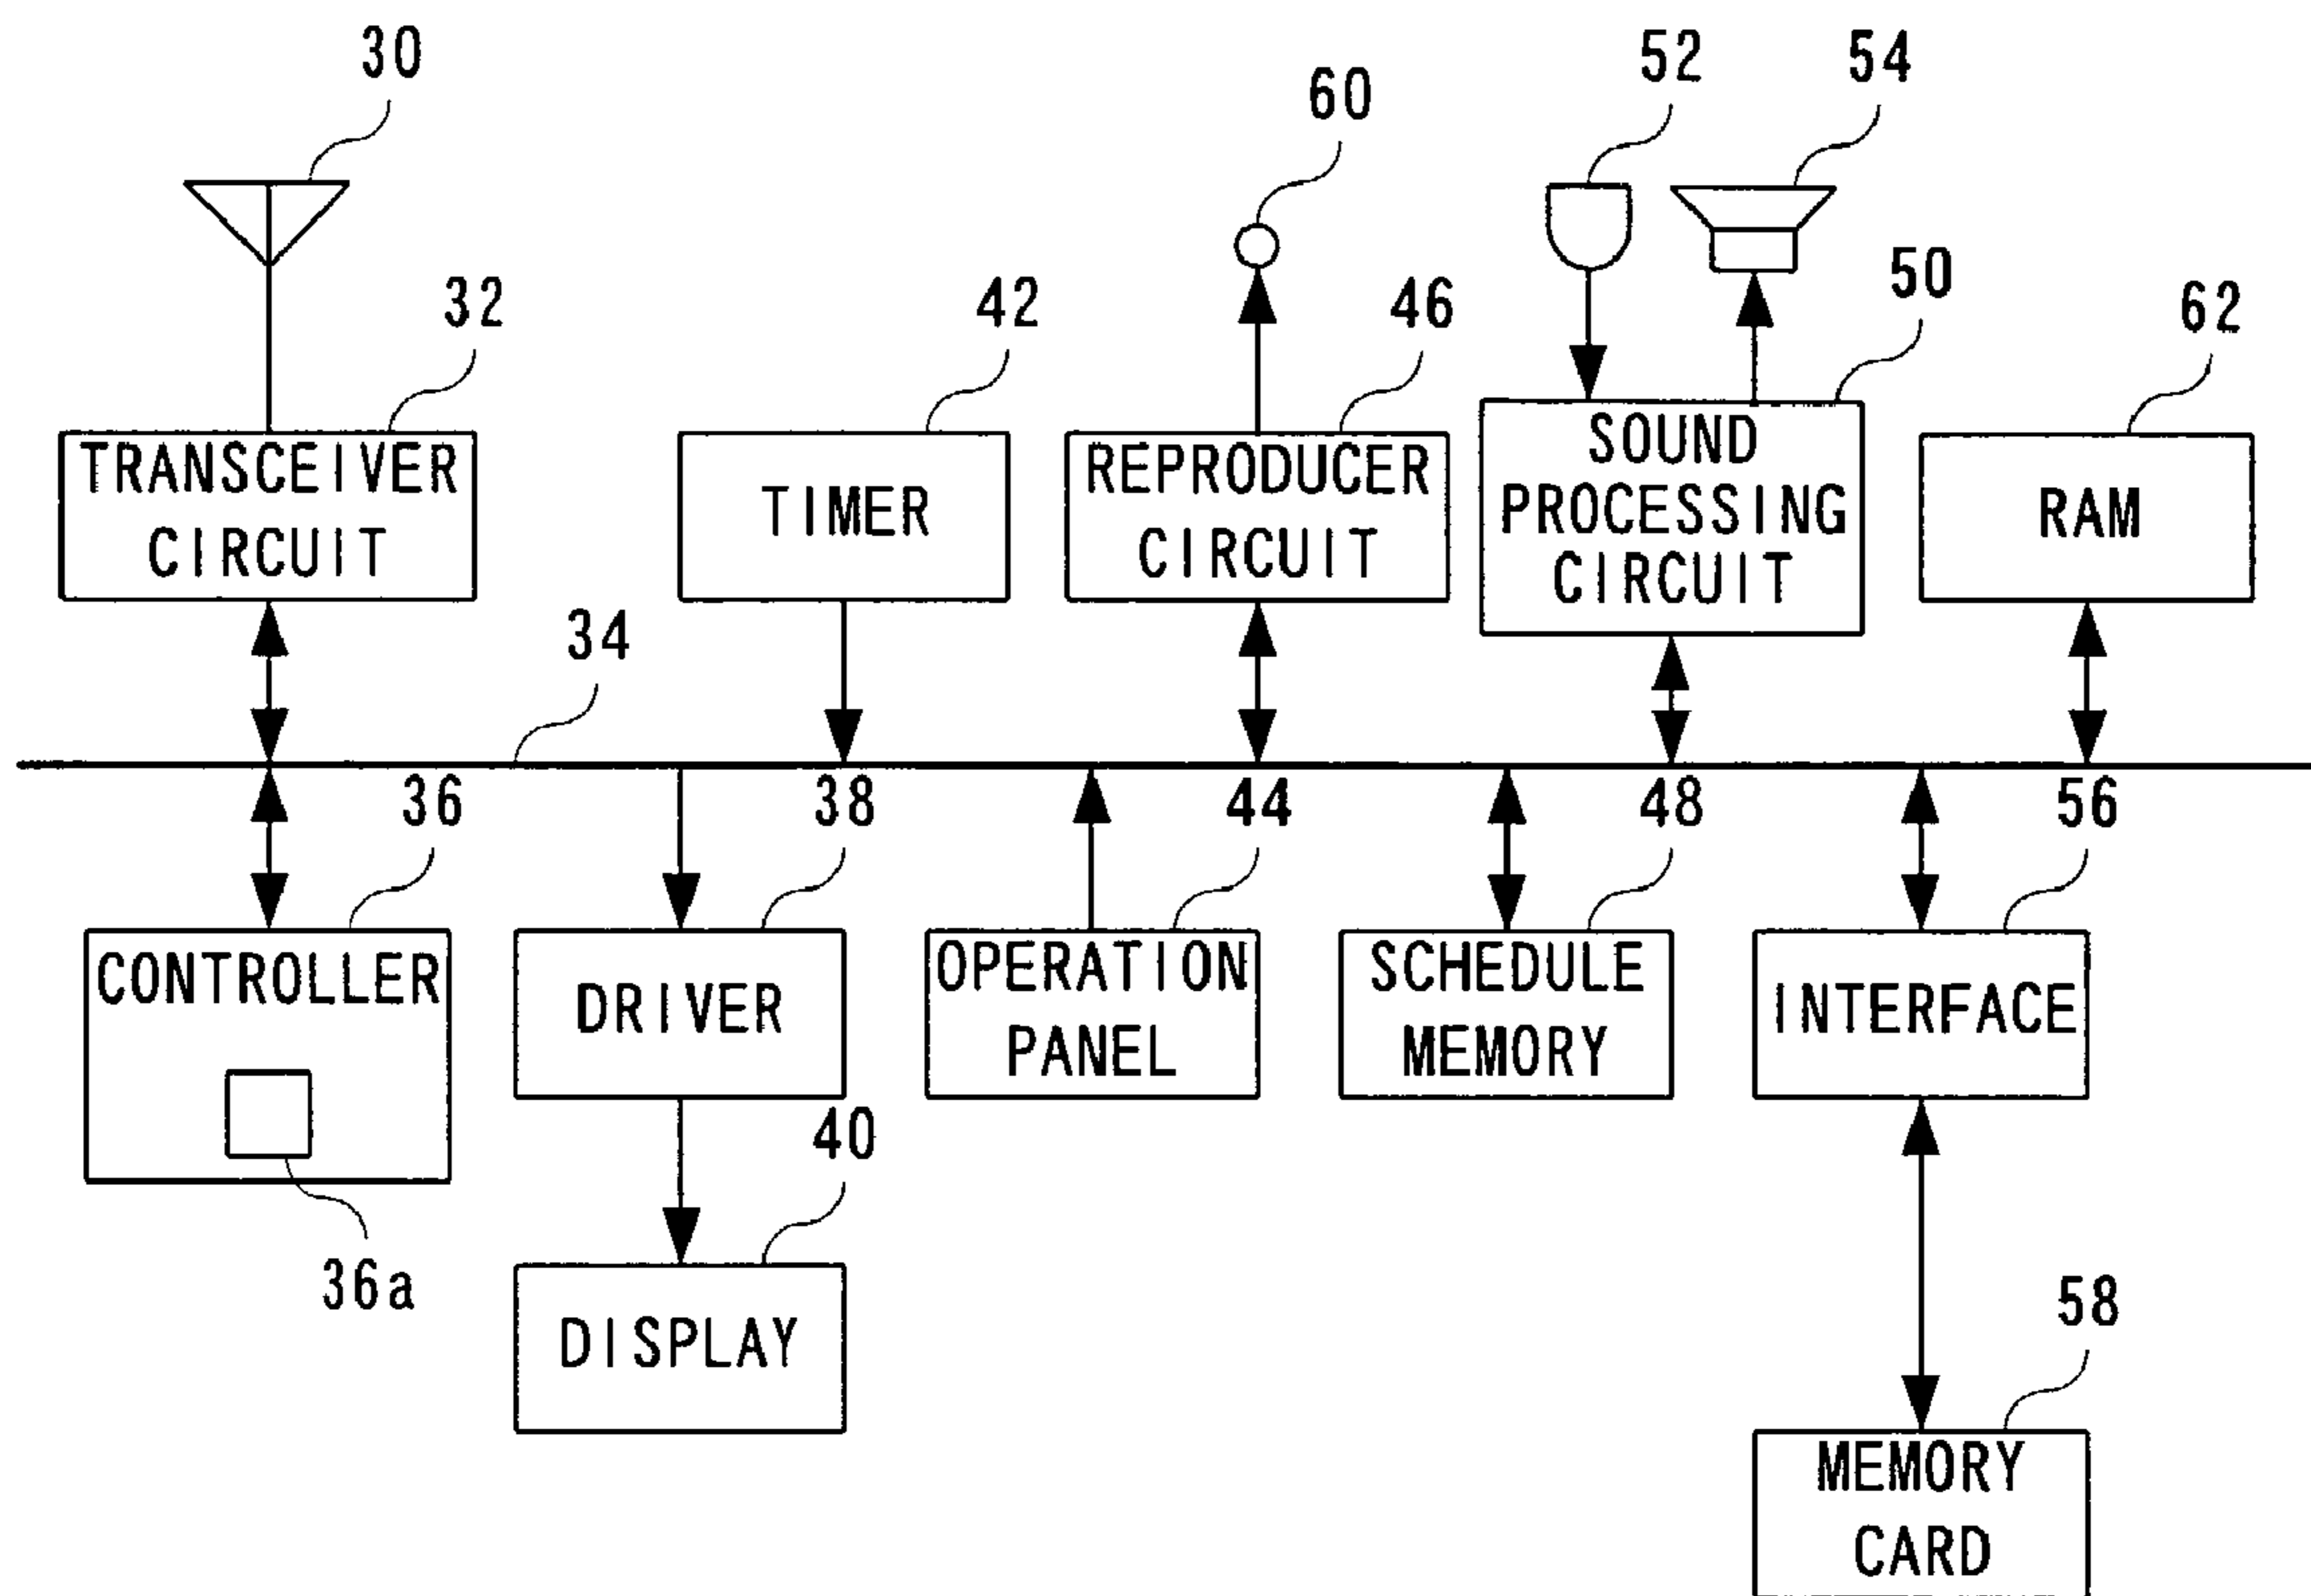 30
52
54
60
32
42
46
50
62
TRANSCEIVER
CIRCUIT
TIMER
REPRODUCER
CIRCUIT
SOUND
PROCESSING
CIRCUIT
RAM
34
36
38
44
48
56
CONTROLLER
DRIVER
OPERATION
PANEL
SCHEDULE
MEMORY
INTERFACE
40
36a
DISPLAY
58
MEMORY
CARD